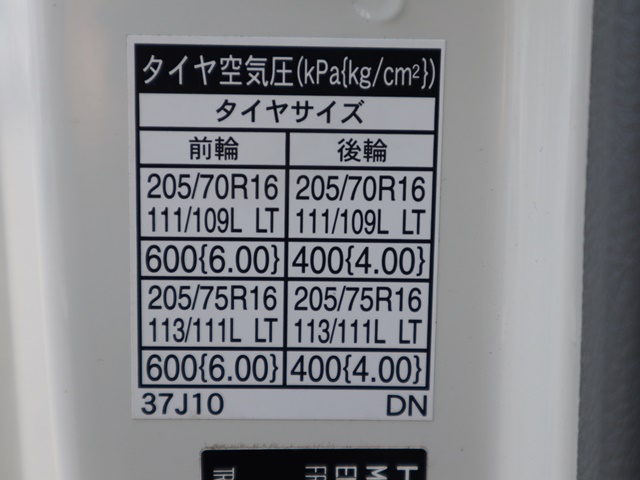 タイヤ空気圧(kPa{kg/cm²})
タイヤサイズ
前輪 後輪
205/70R16 205/70R16
111/109L LT 111/109L LT
600{6.00} 400{4.00}
205/75R16 205/75R16
113/111L LT 113/111L LT
600{6.00} 400{4.00}
37J10 DN